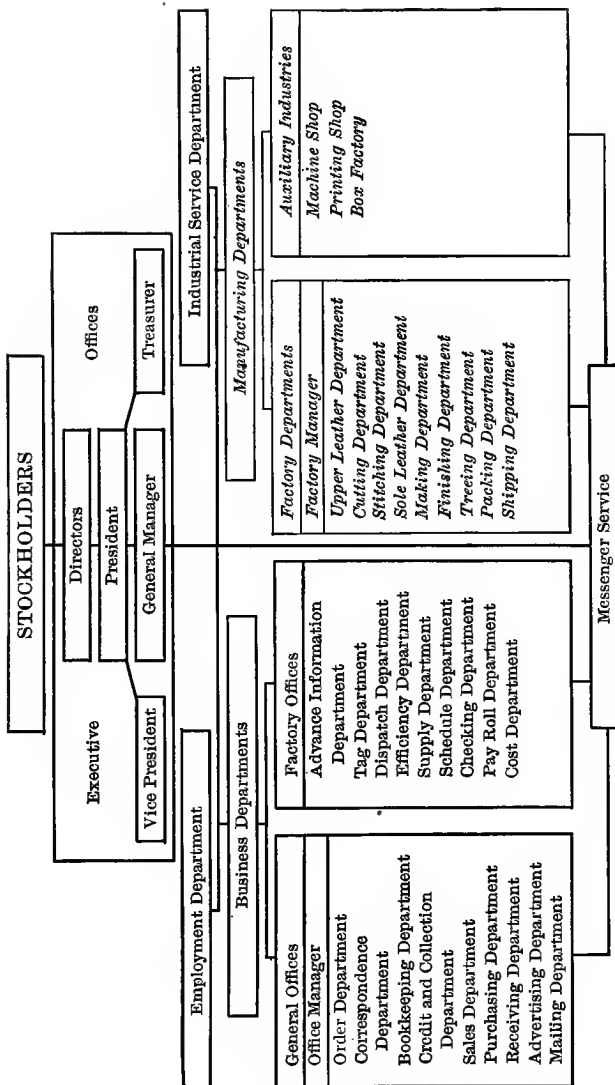 STOCKHOLDERS
Executive
Offices
Directors
President
Vice President
General Manager
Treasurer
Employment Department
Industrial Service Department
Business Departments
Manufacturing Departments
General Offices
Office Manager
Order Department
Correspondence
Department
Bookkeeping Department
Credit and Collection
Department
Sales Department
Purchasing Department
Receiving Department
Advertising Department
Mailing Department
Factory Offices
Advance Information
Department
Tag Department
Dispatch Department
Efficiency Department
Supply Department
Schedule Department
Checking Department
Pay Roll Department
Cost Department
Factory Departments
Factory Manager
Upper Leather Department
Cutting Department
Stitching Department
Sole Leather Department
Making Department
Finishing Department
Treeing Department
Packing Department
Shipping Department
Auxiliary Industries
Machine Shop
Printing Shop
Box Factory
Messenger Service